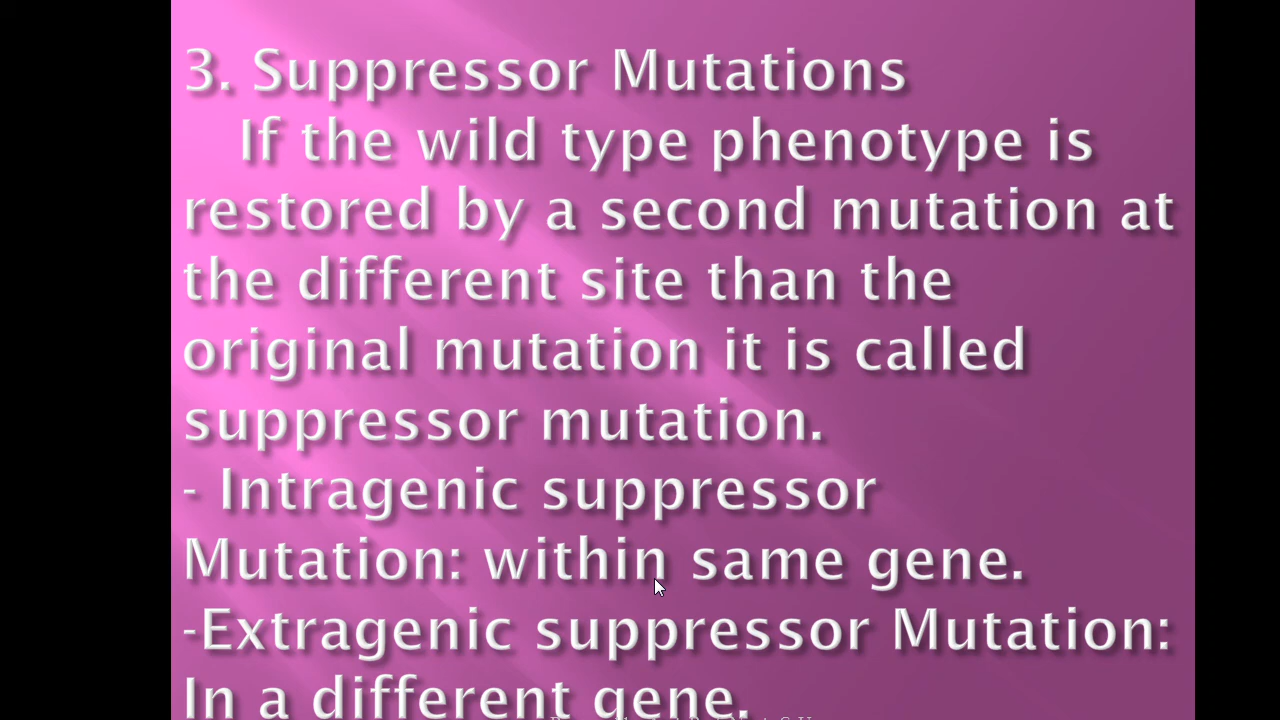 3. Suppressor Mutations
If the wild type phenotype is
restored by a second mutation at
the different site than the
original mutation it is called
suppressor mutation.
- Intragenic suppressor
Mutation: within same gene.
-Extragenic suppressor Mutation:
In a different gene.